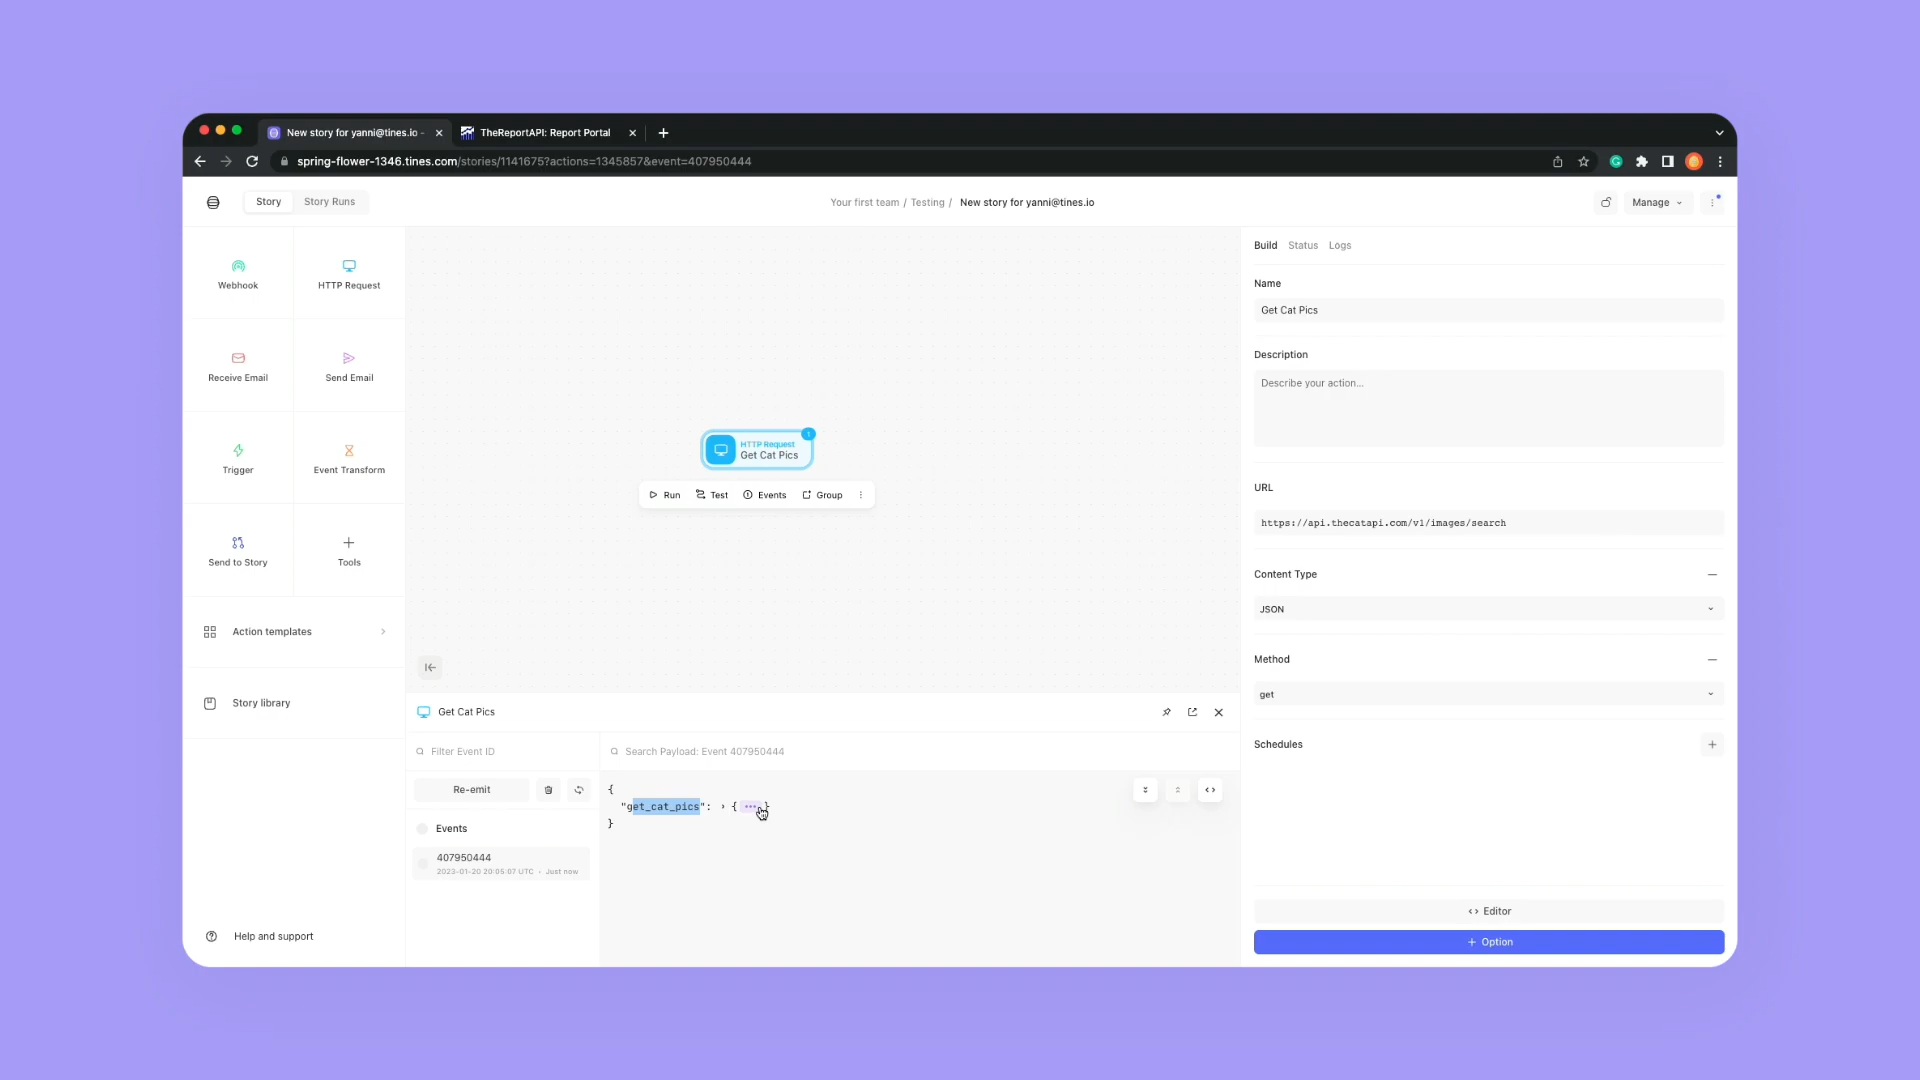 New story for yanni@tines.io -
TheReportAPI: Report Portal
spring-flower-1346.tines.com/stories/1141675?actions=1345857&event=407950444
Story
Story Runs
Your first team / Testing / New story for yanni@tines.io
Manage
Webhook
HTTP Request
Receive Email
Send Email
Trigger
Event Transform
Send to Story
Tools
Action templates
Story library
Help and support
HTTP Request
1
Get Cat Pics
Run
Test
Events
Group
Get Cat Pics
Filter Event ID
Search Payload: Event 407950444
Re-emit
Events
407950444
2023-01-20 20:05:07 UTC • Just now
{
"get_cat_pics": › { ••• }
}
Build
Status
Logs
Name
Get Cat Pics
Description
Describe your action...
URL
https://api.thecatapi.com/v1/images/search
Content Type
JSON
Method
get
Schedules
Editor
+ Option